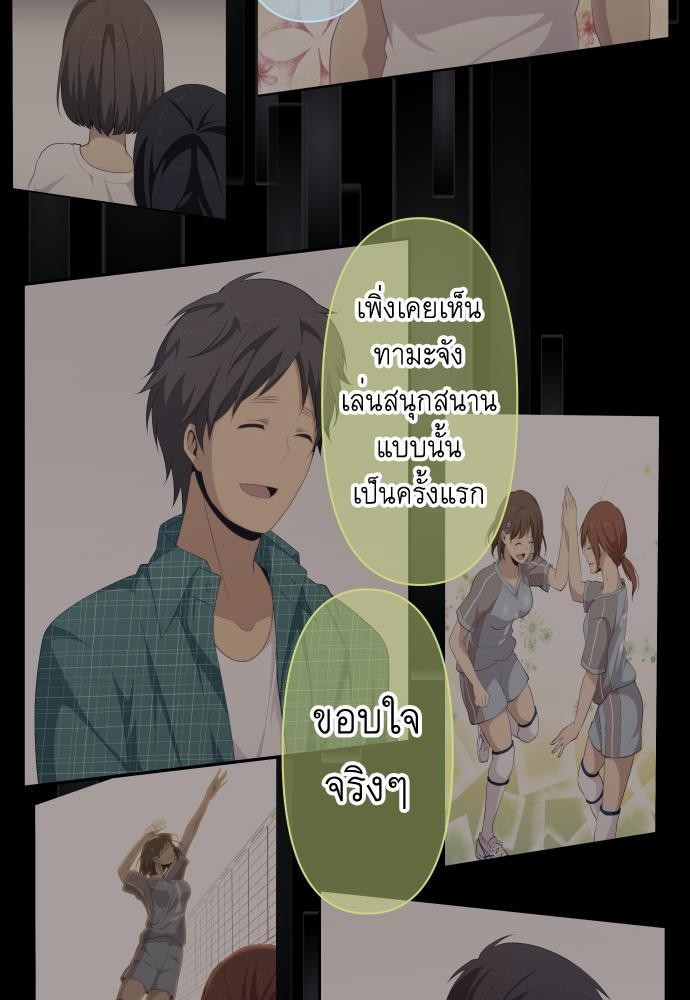 เพิ่งเคยเห็น
ทามะจัง
เล่นสนุกสนาน
แบบนั้น
เป็นครั้งแรก
ขอบใจ
จริงๆ